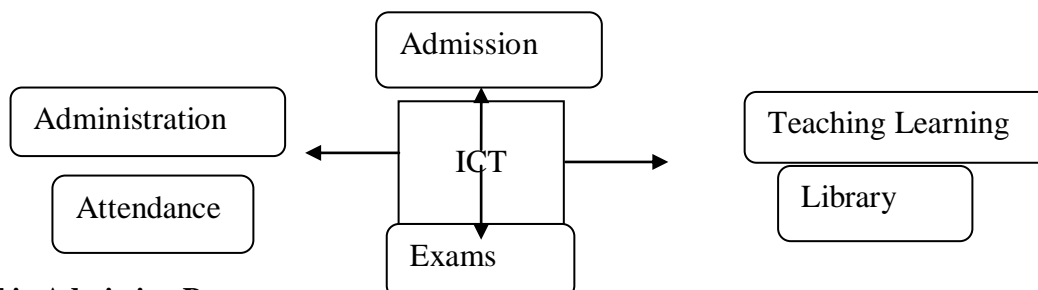 Admission
Administration
Teaching Learning
ICT
Attendance
Library
Exams